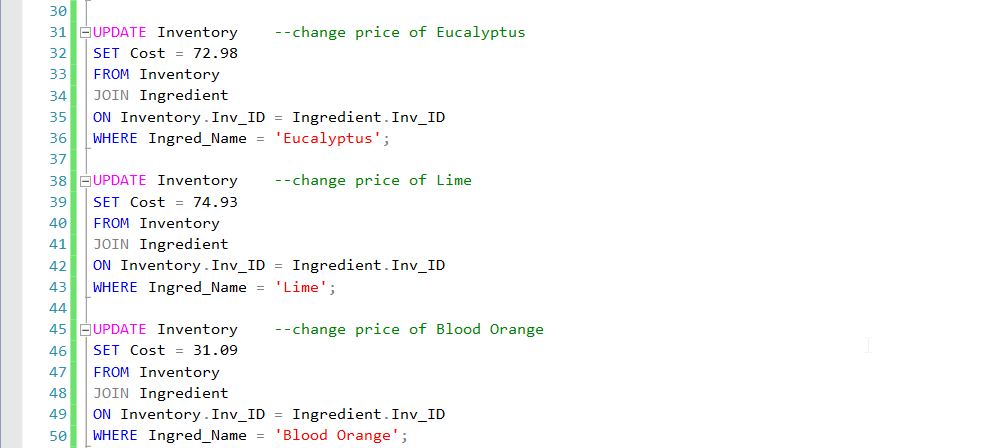 30
31 UPDATE Inventory    --change price of Eucalyptus
32 SET Cost = 72.98
33 FROM Inventory
34 JOIN Ingredient
35 ON Inventory.Inv_ID = Ingredient.Inv_ID
36 WHERE Ingred_Name = 'Eucalyptus';
37
38 UPDATE Inventory    --change price of Lime
39 SET Cost = 74.93
40 FROM Inventory
41 JOIN Ingredient
42 ON Inventory.Inv_ID = Ingredient.Inv_ID
43 WHERE Ingred_Name = 'Lime';
44
45 UPDATE Inventory    --change price of Blood Orange
46 SET Cost = 31.09
47 FROM Inventory
48 JOIN Ingredient
49 ON Inventory.Inv_ID = Ingredient.Inv_ID
50 WHERE Ingred_Name = 'Blood Orange';